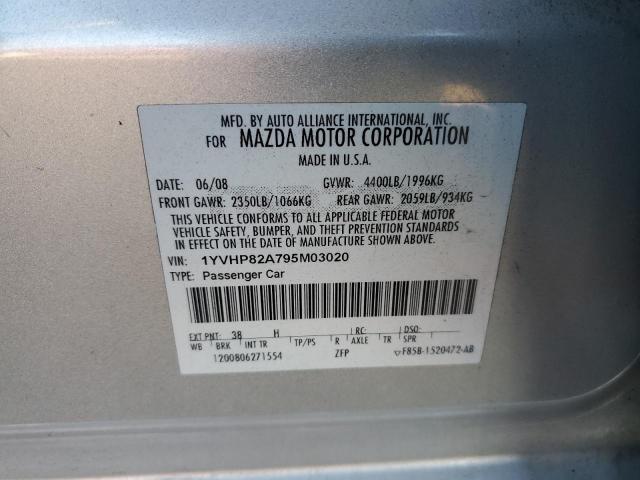 MFD. BY AUTO ALLIANCE INTERNATIONAL, INC.
FOR MAZDA MOTOR CORPORATION
MADE IN U.S.A.
DATE: 06/08 GVWR: 4400LB/1996KG
FRONT GAWR: 2350LB/1066KG REAR GAWR: 2059LB/934KG
THIS VEHICLE CONFORMS TO ALL APPLICABLE FEDERAL MOTOR
VEHICLE SAFETY, BUMPER, AND THEFT PREVENTION STANDARDS
IN EFFECT ON THE DATE OF MANUFACTURE SHOWN ABOVE.
VIN: 1YVHP82A795M03020
TYPE: Passenger Car
EXT PNT: 38 H RC: DSO:
WB BRK INT TR TP/PS R AXLE TR SPR
1200806271554 ZFP ▽F85B-1520472-AB